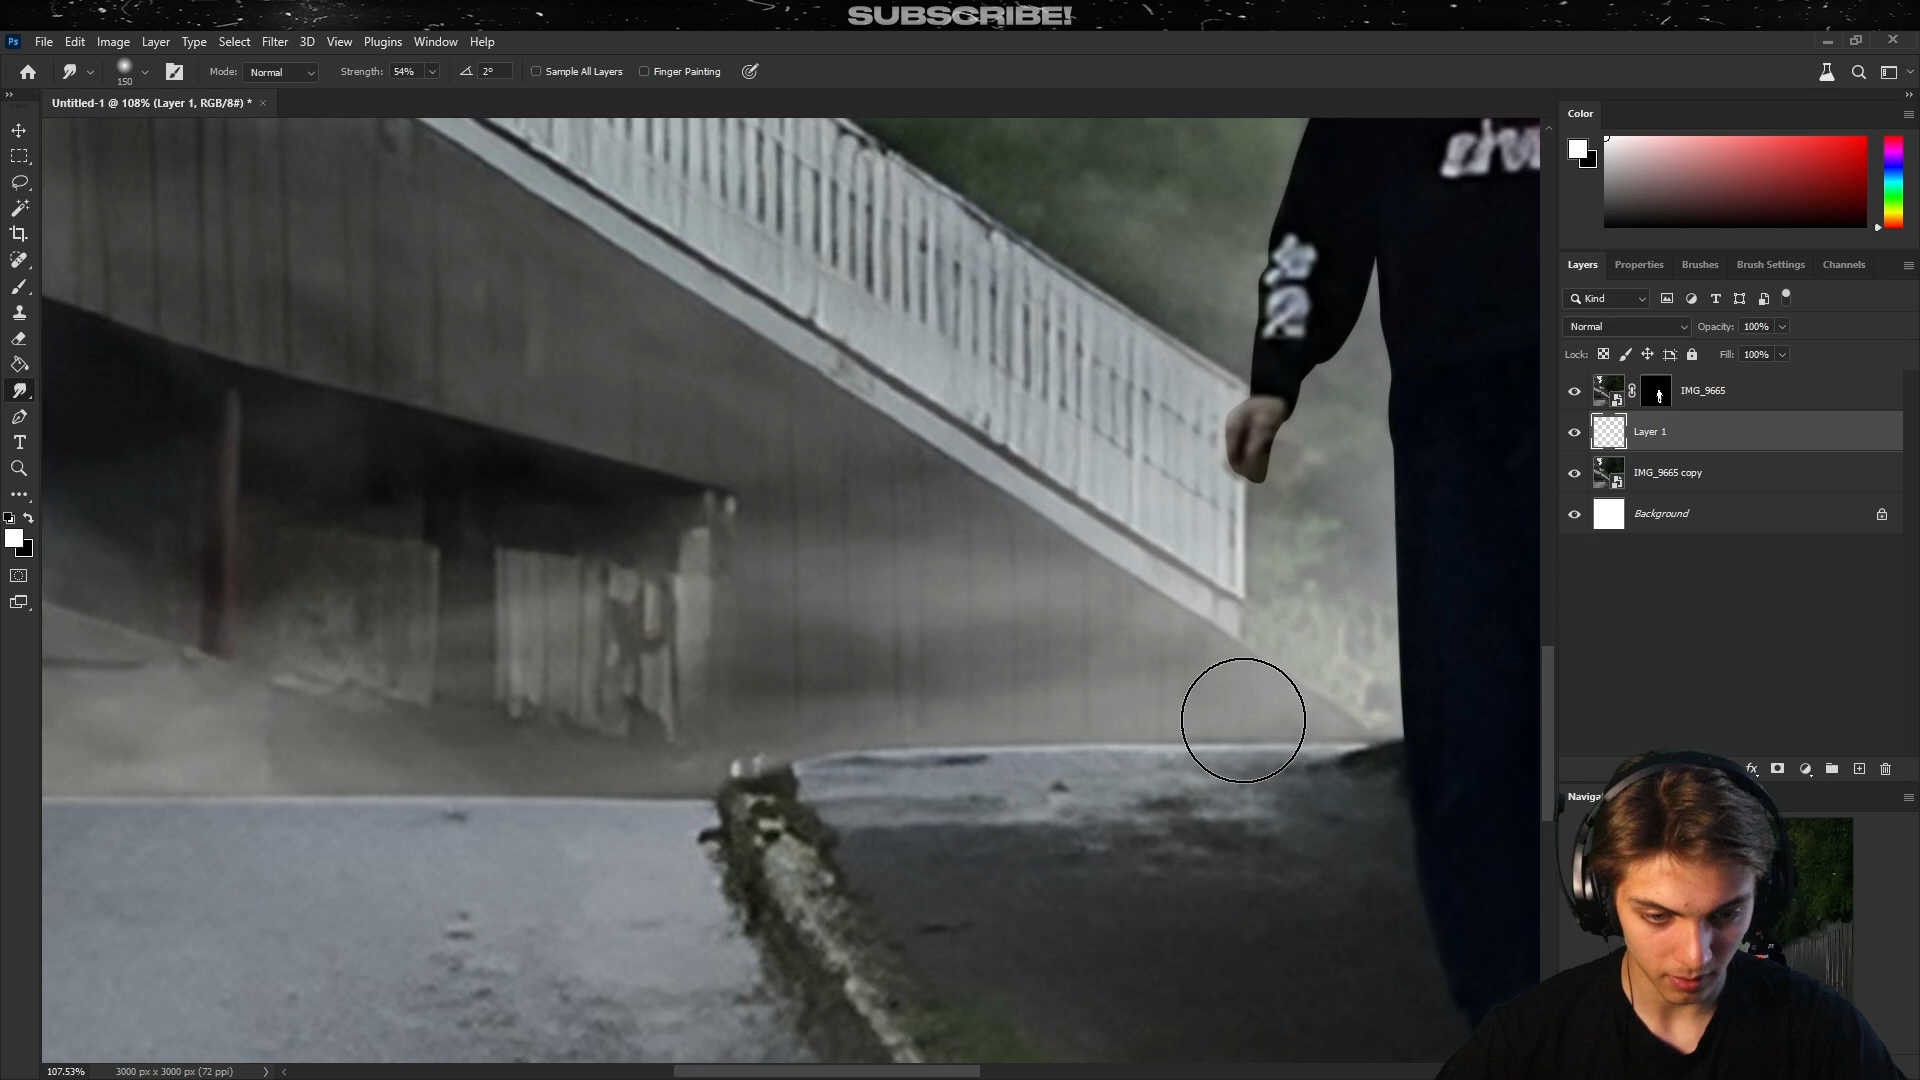 SUBSCRIBE!
Ps File Edit Image Layer Type Select Filter 3D View Plugins Window Help
150 Mode: Normal Strength: 54% 2° Sample All Layers Finger Painting
Untitled-1 @ 108% (Layer 1, RGB/8#) * ×
Color
Layers Properties Brushes Brush Settings Channels
Kind
Normal Opacity: 100%
Lock: Fill: 100%
IMG_9665
Layer 1
IMG_9665 copy
Background
fx
107.53% 3000 px x 3000 px (72 ppi)